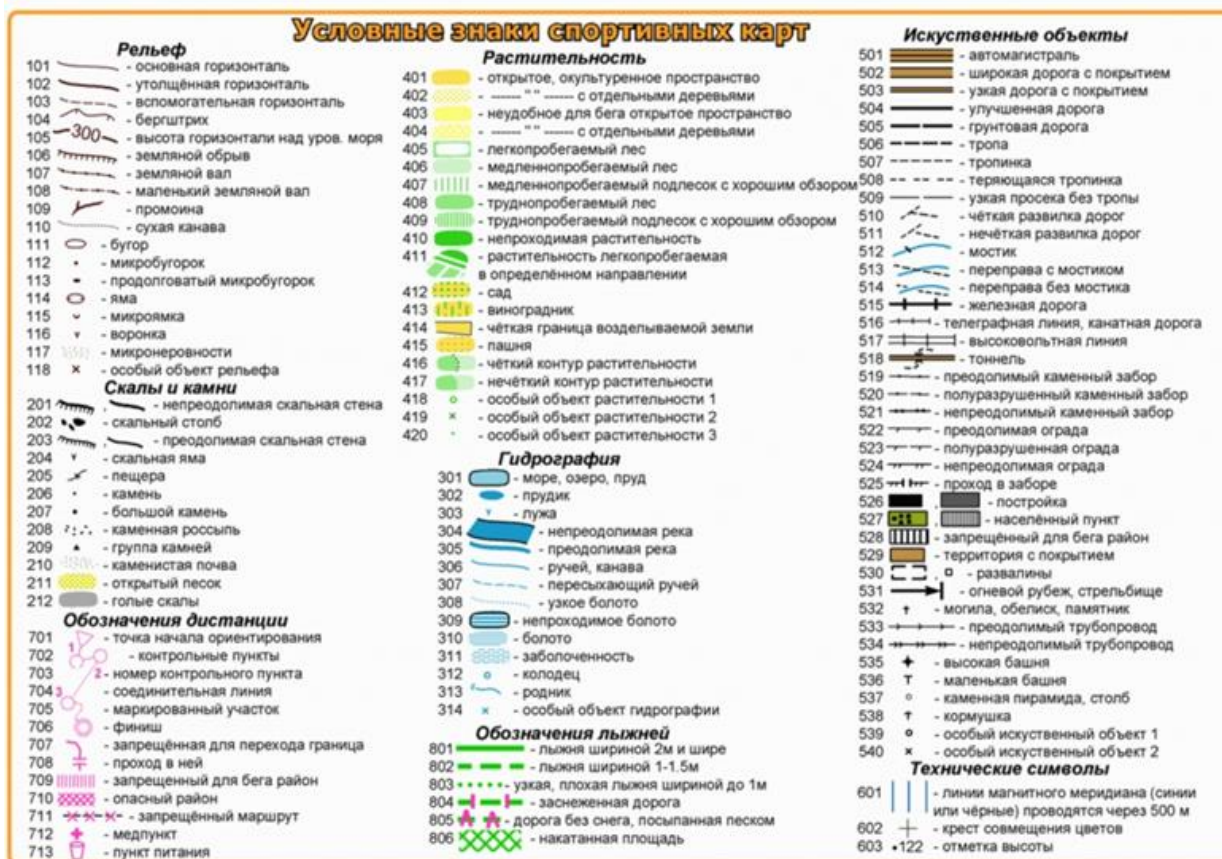 Условные знаки спортивных карт
Рельеф
101 - основная горизонталь
102 - утолщённая горизонталь
103 - вспомогательная горизонталь
104 - бергштрих
105 300 - высота горизонтали над уров. моря
106 - земляной обрыв
107 - земляной вал
108 - маленький земляной вал
109 - промоина
110 - сухая канава
111 - бугор
112 - микробугорок
113 - продолговатый микробугорок
114 - яма
115 - микроямка
116 - воронка
117 - микронеровности
118 - особый объект рельефа
Скалы и камни
201 , - непреодолимая скальная стена
202 - скальный столб
203 , - преодолимая скальная стена
204 - скальная яма
205 - пещера
206 - камень
207 - большой камень
208 - каменная россыпь
209 - группа камней
210 - каменистая почва
211 - открытый песок
212 - голые скалы
Обозначения дистанции
701 - точка начала ориентирования
702 1 - контрольные пункты
703 2 - номер контрольного пункта
704 3 - соединительная линия
705 - маркированный участок
706 - финиш
707 - запрещённая для перехода граница
708 - проход в ней
709 - запрещенный для бега район
710 - опасный район
711 - запрещённый маршрут
712 - медпункт
713 - пункт питания
Растительность
401 - открытое, окультуренное пространство
402 - ------- " " ------ с отдельными деревьями
403 - неудобное для бега открытое пространство
404 - ------- " " ------ с отдельными деревьями
405 - легкопробегаемый лес
406 - медленнопробегаемый лес
407 - медленнопробегаемый подлесок с хорошим обзором
408 - труднопробегаемый лес
409 - труднопробегаемый подлесок с хорошим обзором
410 - непроходимая растительность
411 - растительность легкопробегаемая
в определённом направлении
412 - сад
413 - виноградник
414 - чёткая граница возделываемой земли
415 - пашня
416 - чёткий контур растительности
417 - нечёткий контур растительности
418 - особый объект растительности 1
419 - особый объект растительности 2
420 - особый объект растительности 3
Гидрография
301 - море, озеро, пруд
302 - прудик
303 - лужа
304 - непреодолимая река
305 - преодолимая река
306 - ручей, канава
307 - пересыхающий ручей
308 - узкое болото
309 - непроходимое болото
310 - болото
311 - заболоченность
312 - колодец
313 - родник
314 - особый объект гидрографии
Обозначения лыжней
801 - лыжня шириной 2м и шире
802 - лыжня шириной 1-1.5м
803 - узкая, плохая лыжня шириной до 1м
804 - заснеженная дорога
805 - дорога без снега, посыпанная песком
806 - накатанная площадь
Искуственные объекты
501 - автомагистраль
502 - широкая дорога с покрытием
503 - узкая дорога с покрытием
504 - улучшенная дорога
505 - грунтовая дорога
506 - тропа
507 - тропинка
508 - теряющаяся тропинка
509 - узкая просека без тропы
510 - чёткая развилка дорог
511 - нечёткая развилка дорог
512 - мостик
513 - переправа с мостиком
514 - переправа без мостика
515 - железная дорога
516 - телеграфная линия, канатная дорога
517 - высоковольтная линия
518 - тоннель
519 - преодолимый каменный забор
520 - полуразрушенный каменный забор
521 - непреодолимый каменный забор
522 - преодолимая ограда
523 - полуразрушенная ограда
524 - непреодолимая ограда
525 - проход в заборе
526 , - постройка
527 , - населённый пункт
528 - запрещённый для бега район
529 - территория с покрытием
530 , - развалины
531 - огневой рубеж, стрельбище
532 - могила, обелиск, памятник
533 - преодолимый трубопровод
534 - непреодолимый трубопровод
535 - высокая башня
536 - маленькая башня
537 - каменная пирамида, столб
538 - кормушка
539 - особый искуственный объект 1
540 - особый искуственный объект 2
Технические символы
601 - линии магнитного меридиана (синии
или чёрные) проводятся через 500 м
602 - крест совмещения цветов
603 •122 - отметка высоты